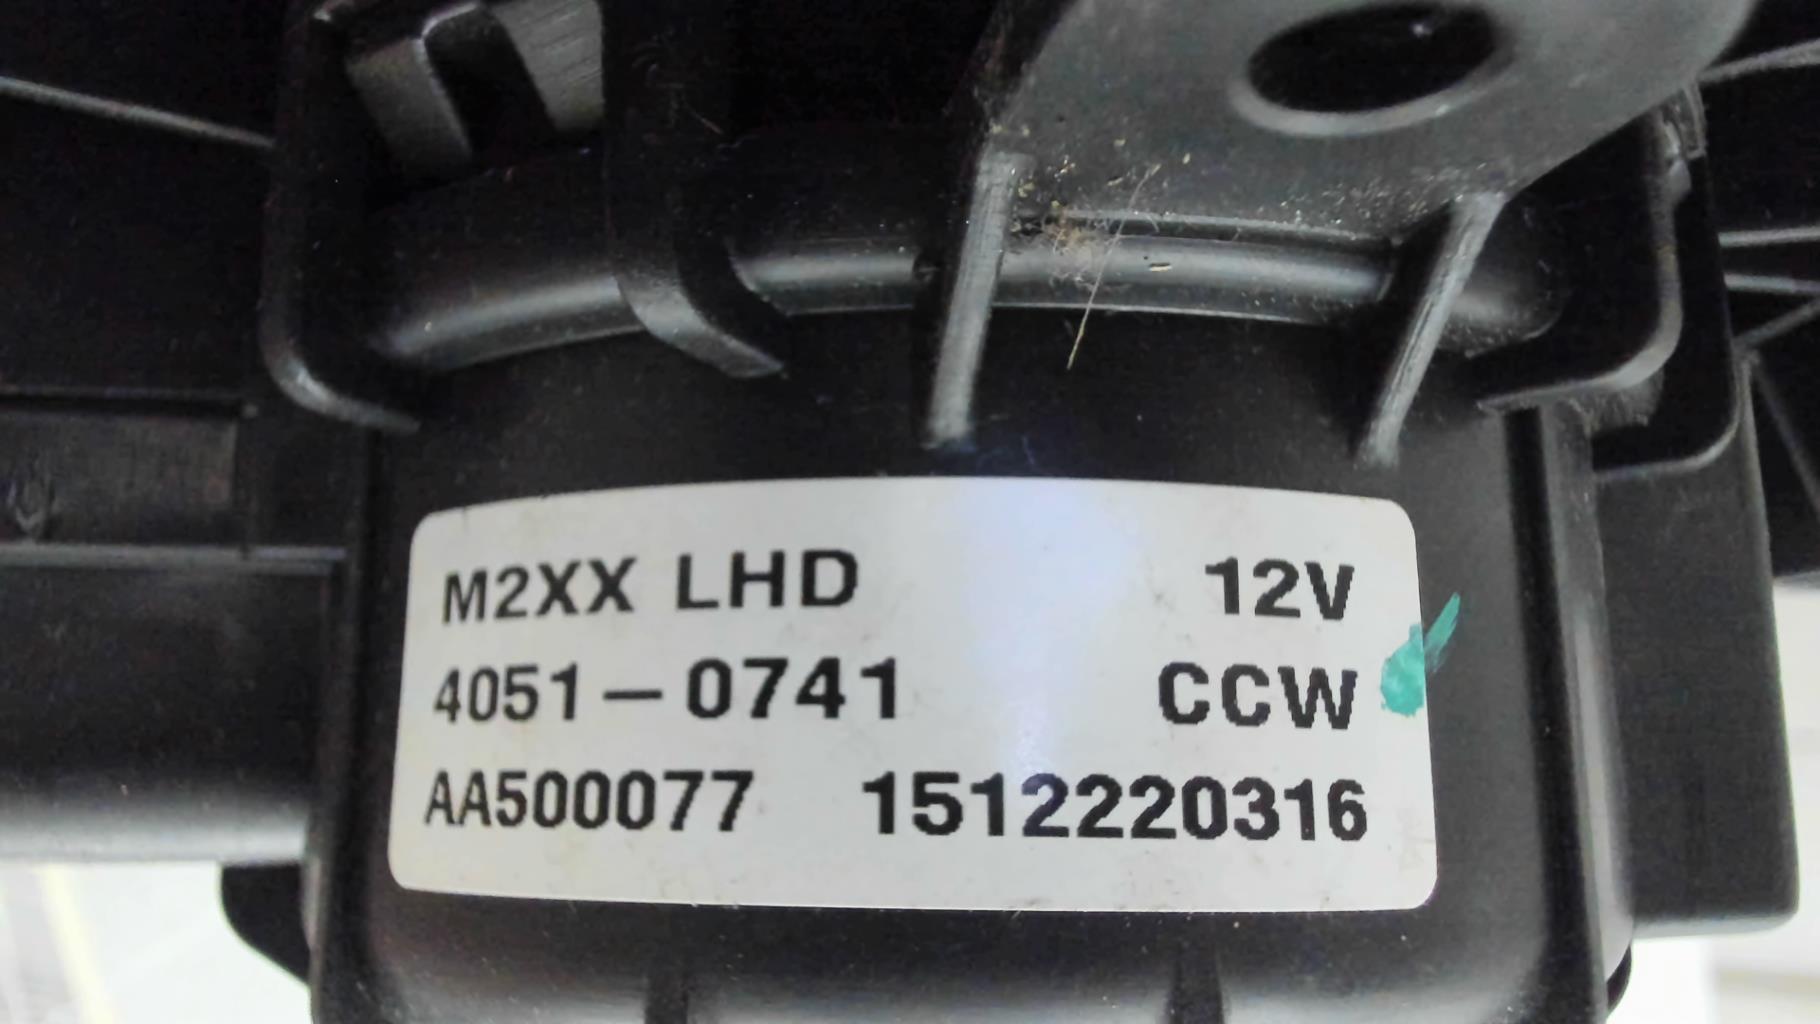 M2XX LHD 12V
4051-0741 CCW
AA500077 1512220316